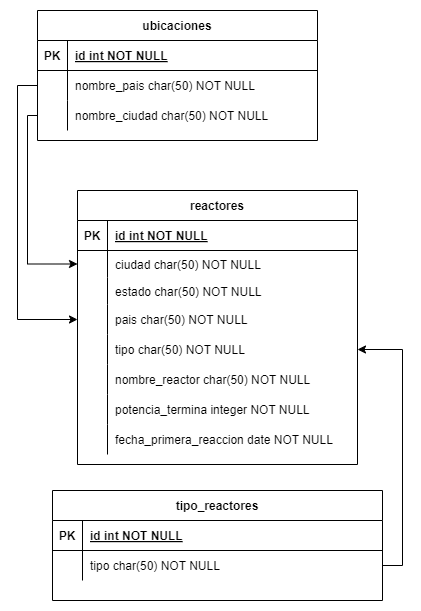 ubicaciones
PK id int NOT NULL
nombre_pais char(50) NOT NULL
nombre_ciudad char(50) NOT NULL
reactores
PK id int NOT NULL
ciudad char(50) NOT NULL
estado char(50) NOT NULL
pais char(50) NOT NULL
tipo char(50) NOT NULL
nombre_reactor char(50) NOT NULL
potencia_termina integer NOT NULL
fecha_primera_reaccion date NOT NULL
tipo_reactores
PK id int NOT NULL
tipo char(50) NOT NULL